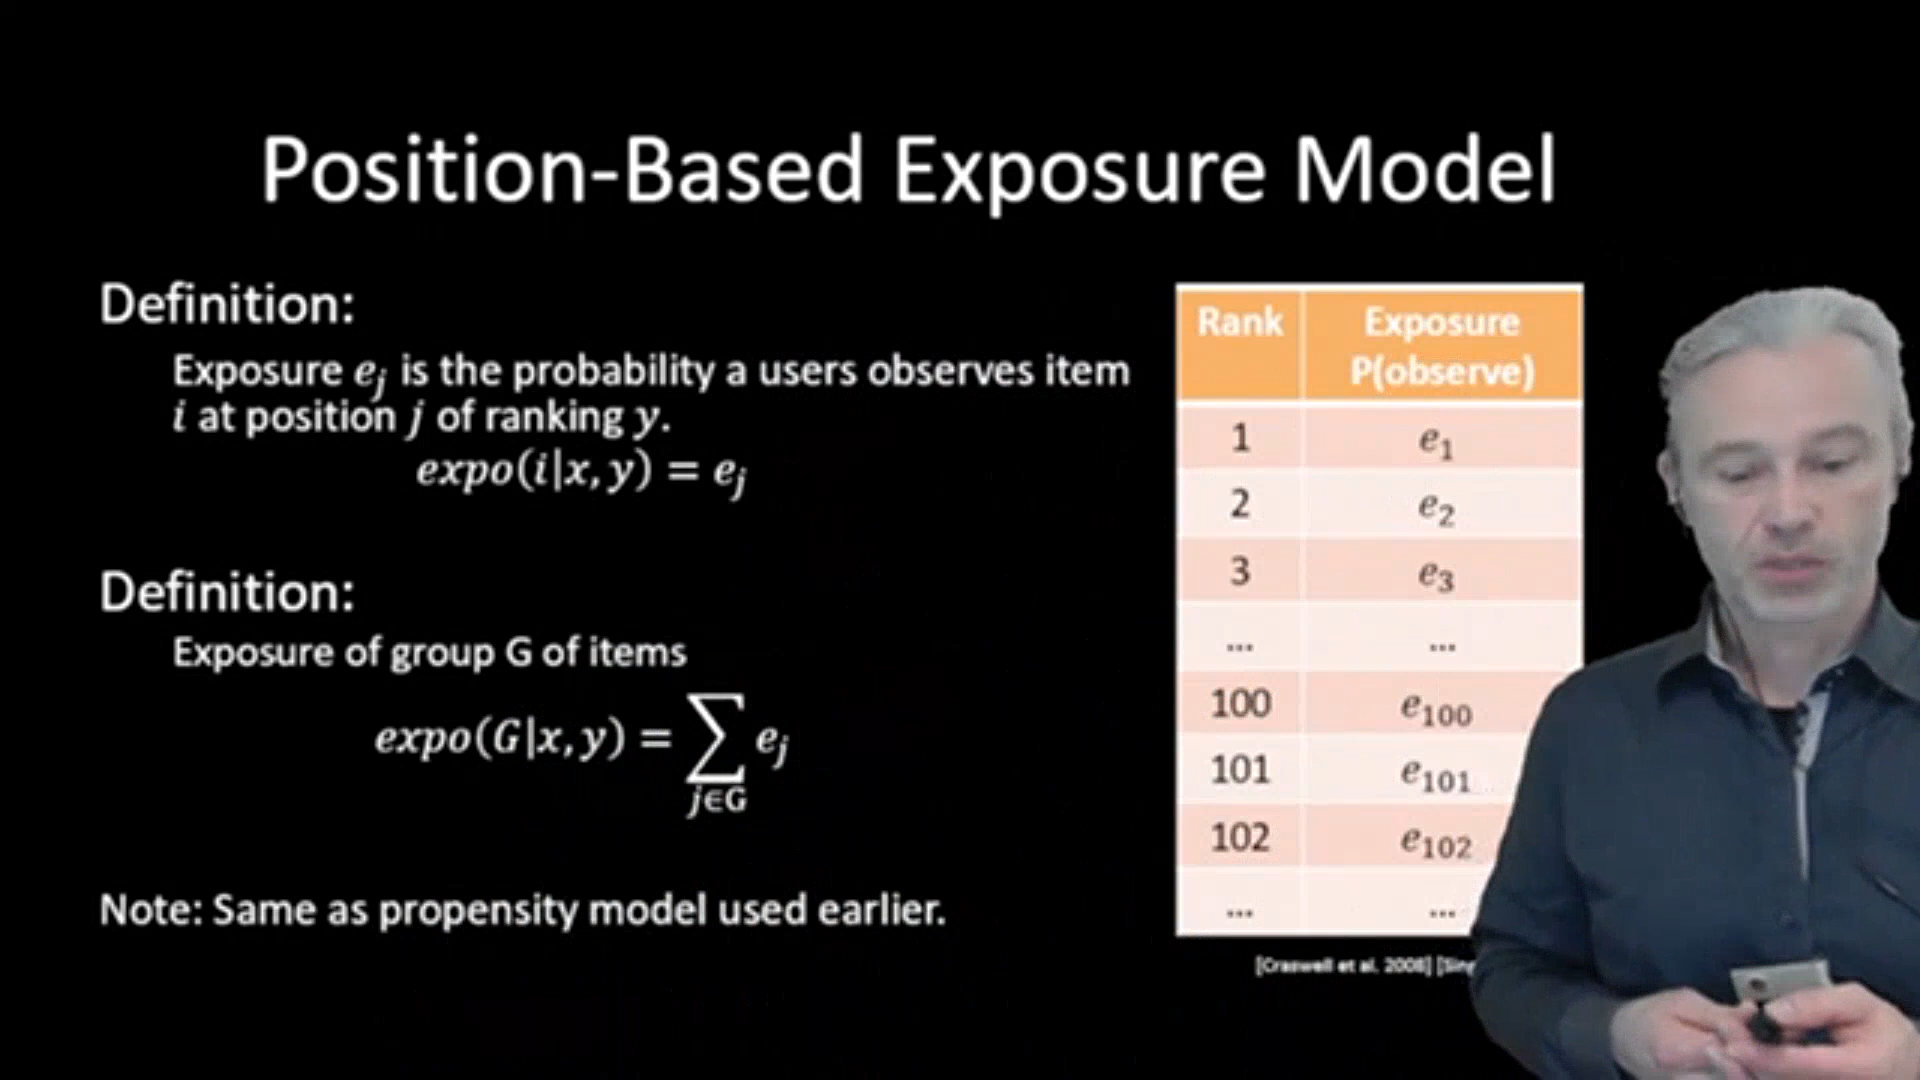 Position-Based Exposure Model
Definition:
Exposure e_j is the probability a users observes item
i at position j of ranking y.
expo(i|x, y) = e_j
Definition:
Exposure of group G of items
expo(G|x, y) = ∑ e_j
j∈G
Note: Same as propensity model used earlier.
Rank Exposure
P(observe)
1 e_1
2 e_2
3 e_3
... ...
100 e_100
101 e_101
102 e_102
... ...
[Craswell et al. 2008]